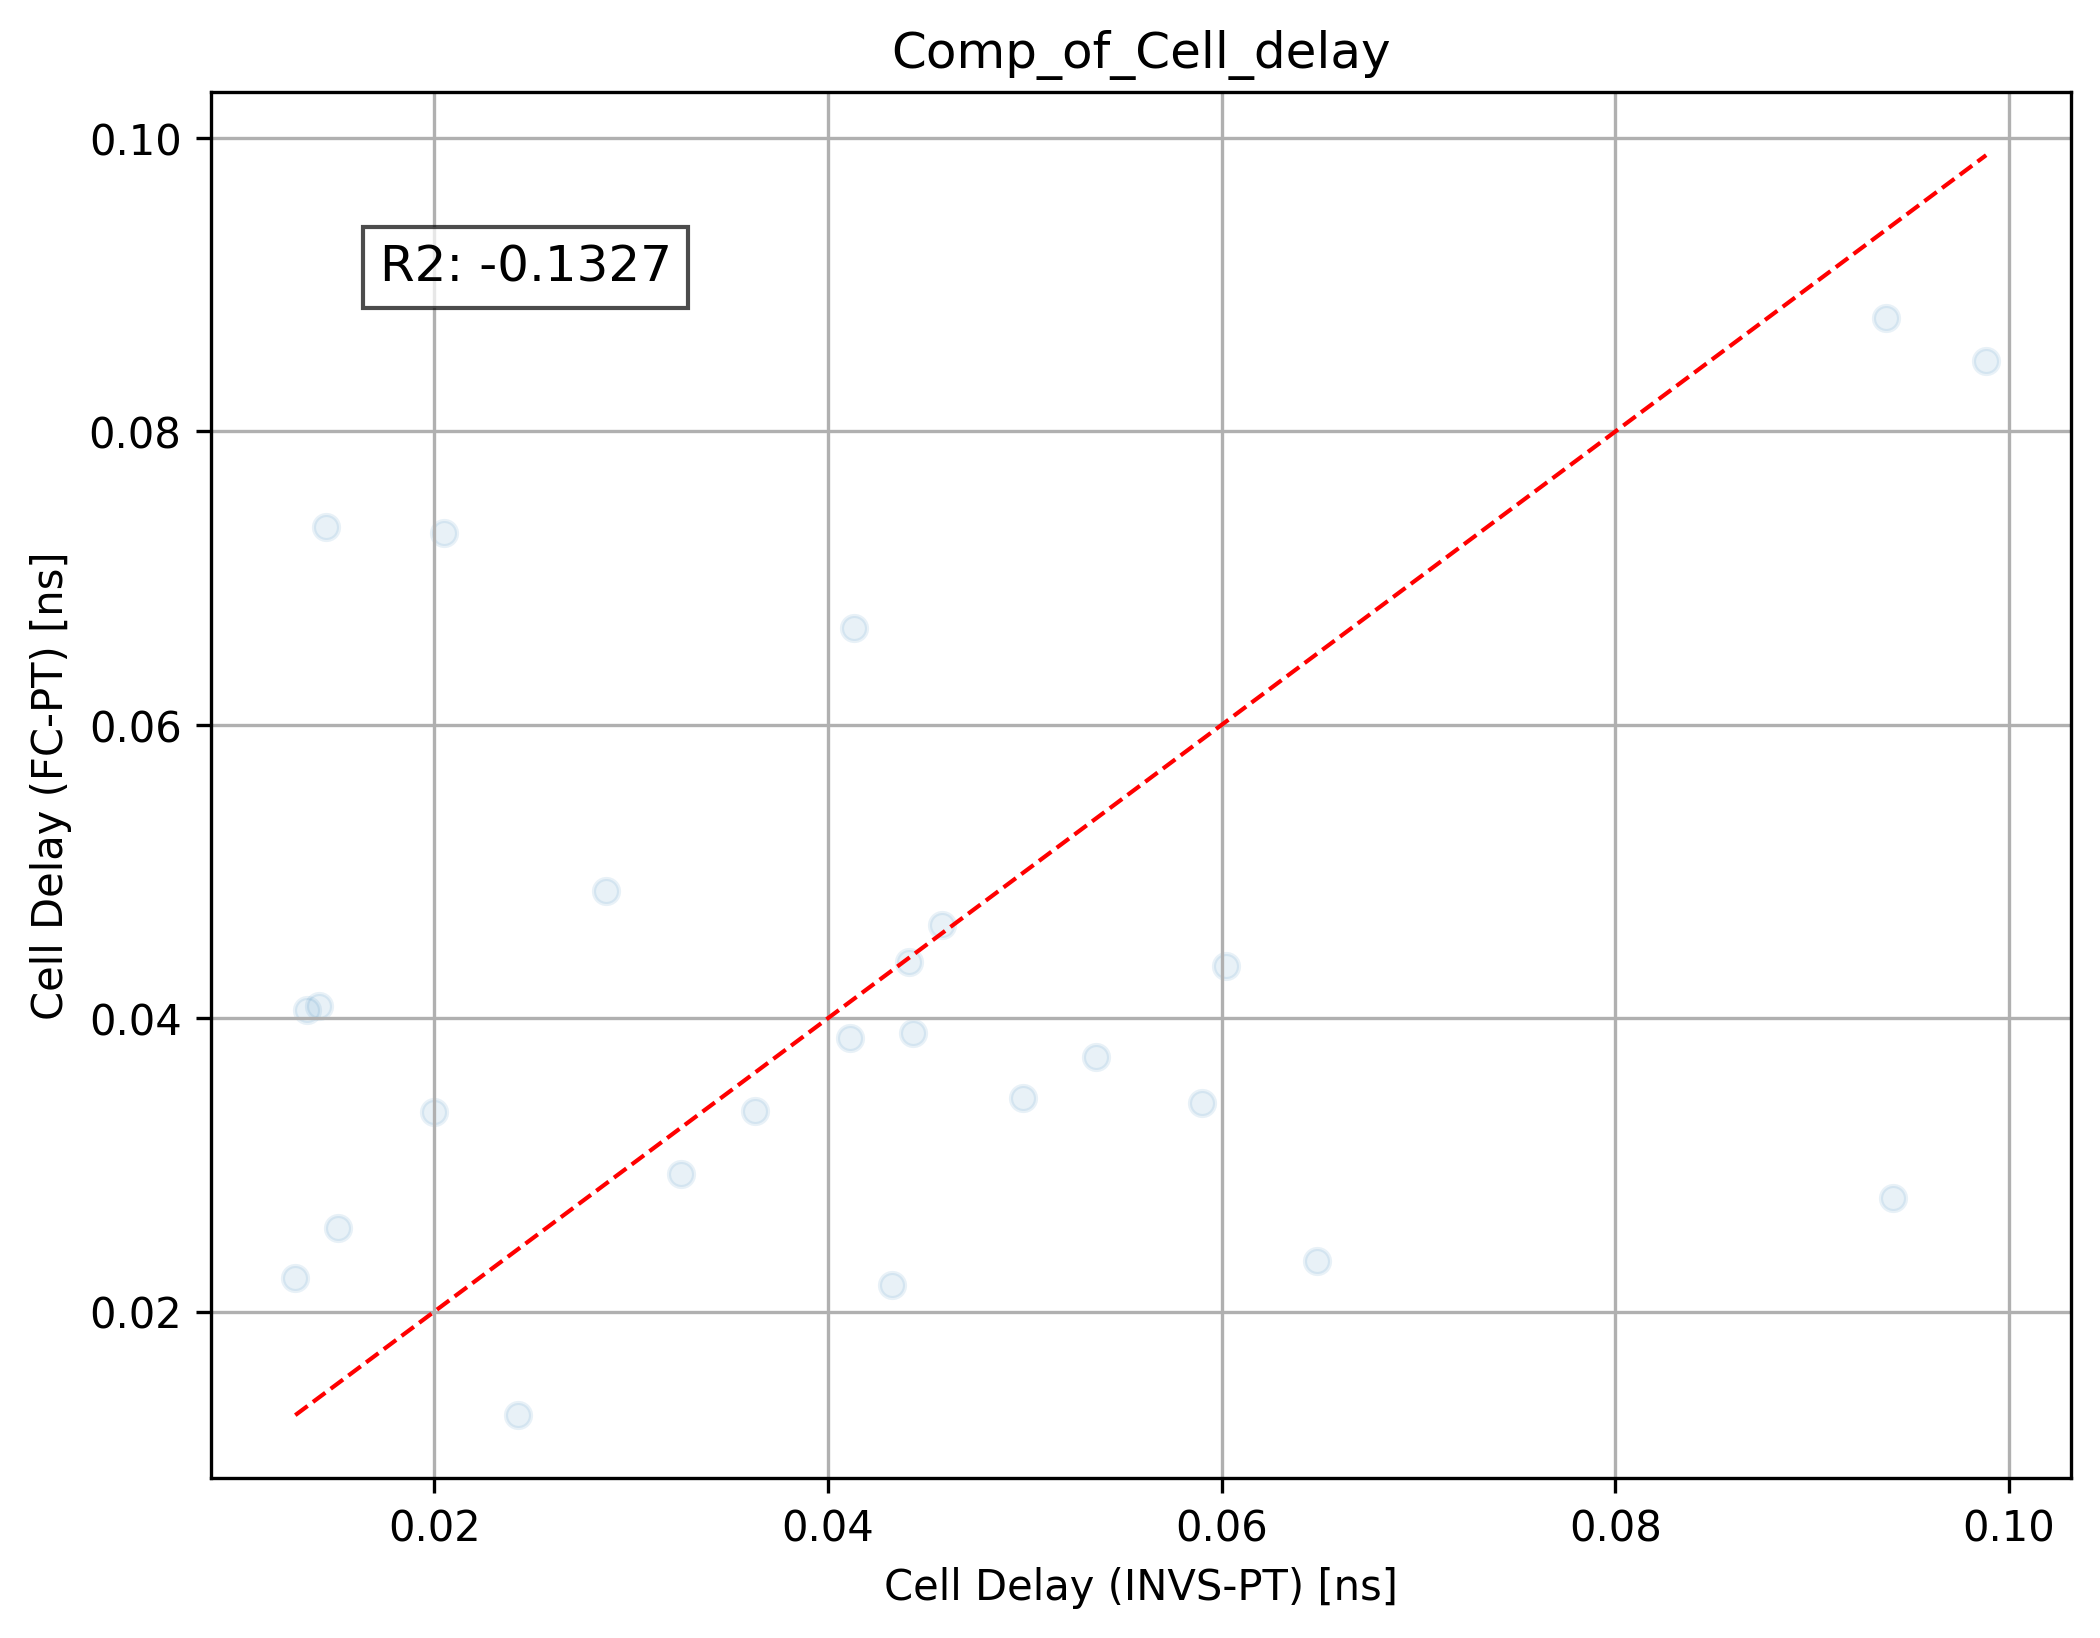 Comp_of_Cell_delay
0.10
0.08
0.06
0.04
0.02
R2: -0.1327
Cell Delay (FC-PT) [ns]
0.02 0.04 0.06 0.08 0.10
Cell Delay (INVS-PT) [ns]